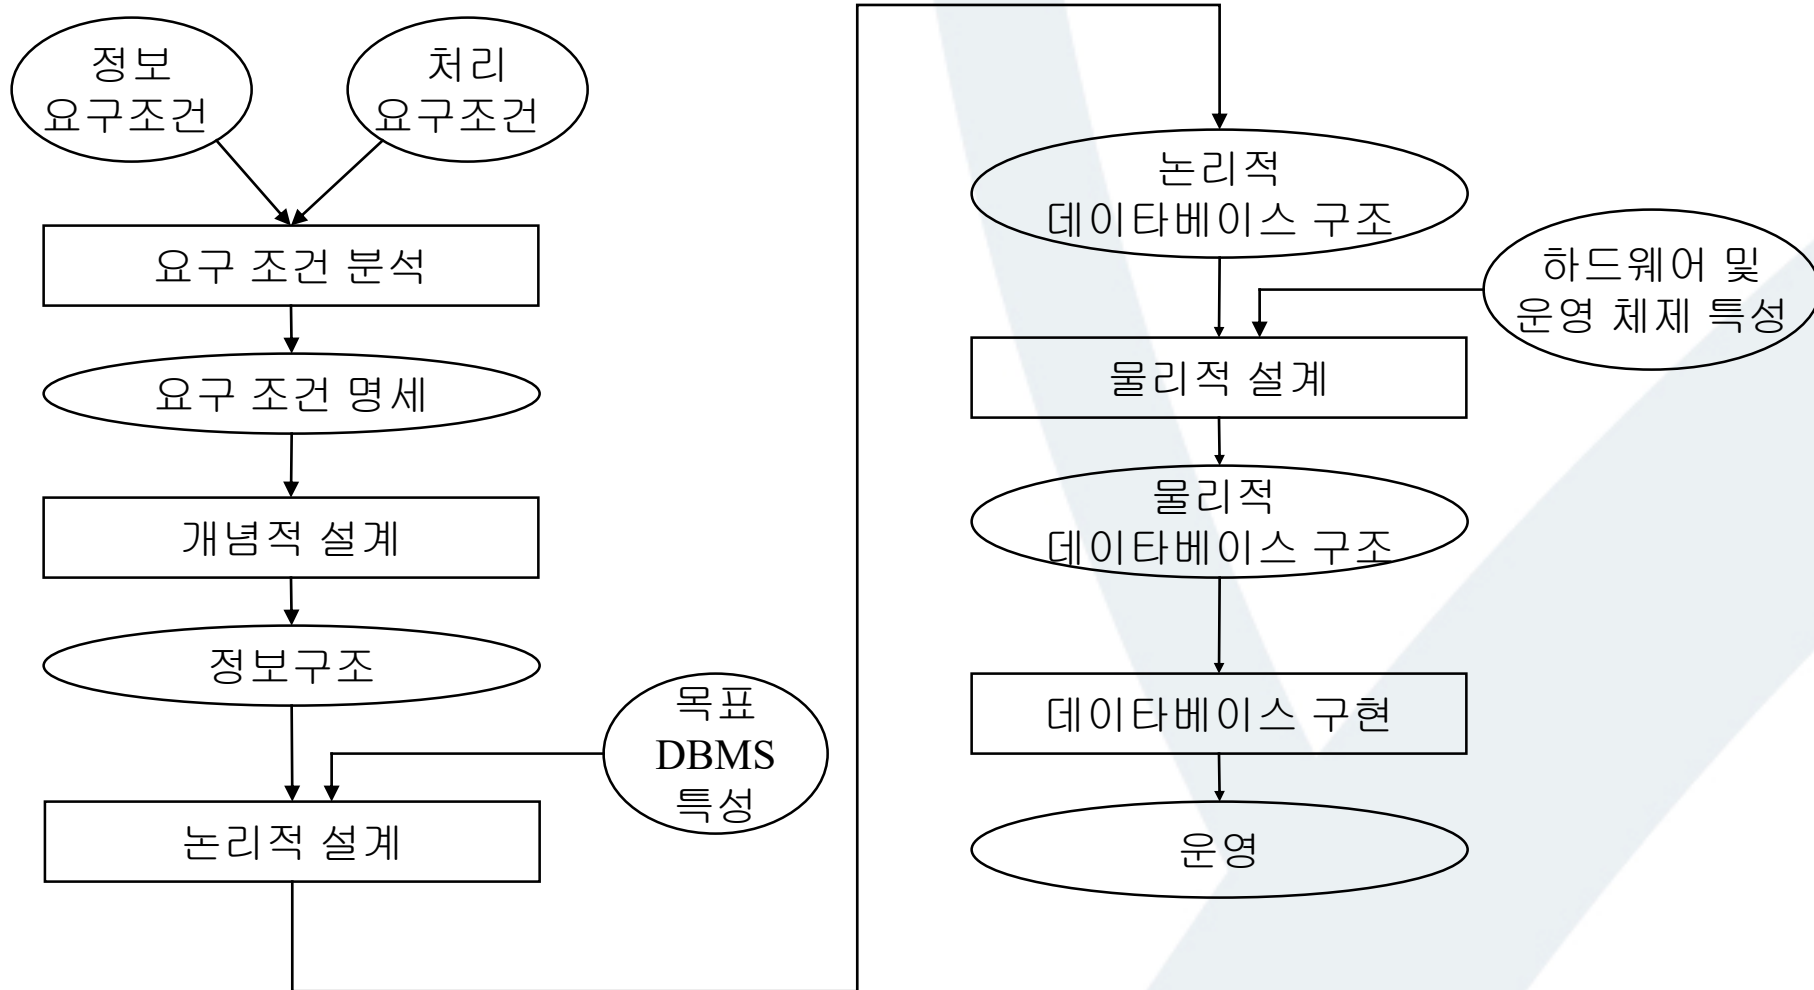 정보
요구조건
처리
요구조건
요구 조건 분석
요구 조건 명세
개념적 설계
정보구조
목표
DBMS
특성
논리적 설계
논리적
데이타베이스 구조
하드웨어 및
운영 체제 특성
물리적 설계
물리적
데이타베이스 구조
데이타베이스 구현
운영